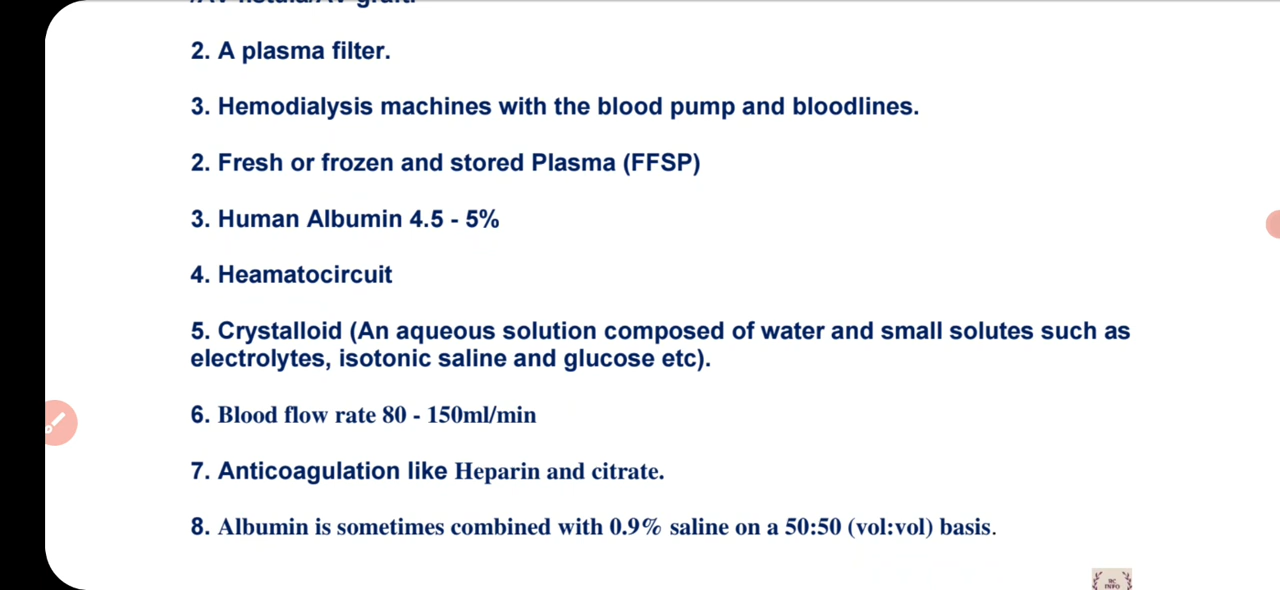 2. A plasma filter.
3. Hemodialysis machines with the blood pump and bloodlines.
2. Fresh or frozen and stored Plasma (FFSP)
3. Human Albumin 4.5 - 5%
4. Heamatocircuit
5. Crystalloid (An aqueous solution composed of water and small solutes such as
electrolytes, isotonic saline and glucose etc).
6. Blood flow rate 80 - 150ml/min
7. Anticoagulation like Heparin and citrate.
8. Albumin is sometimes combined with 0.9% saline on a 50:50 (vol:vol) basis.
INFO